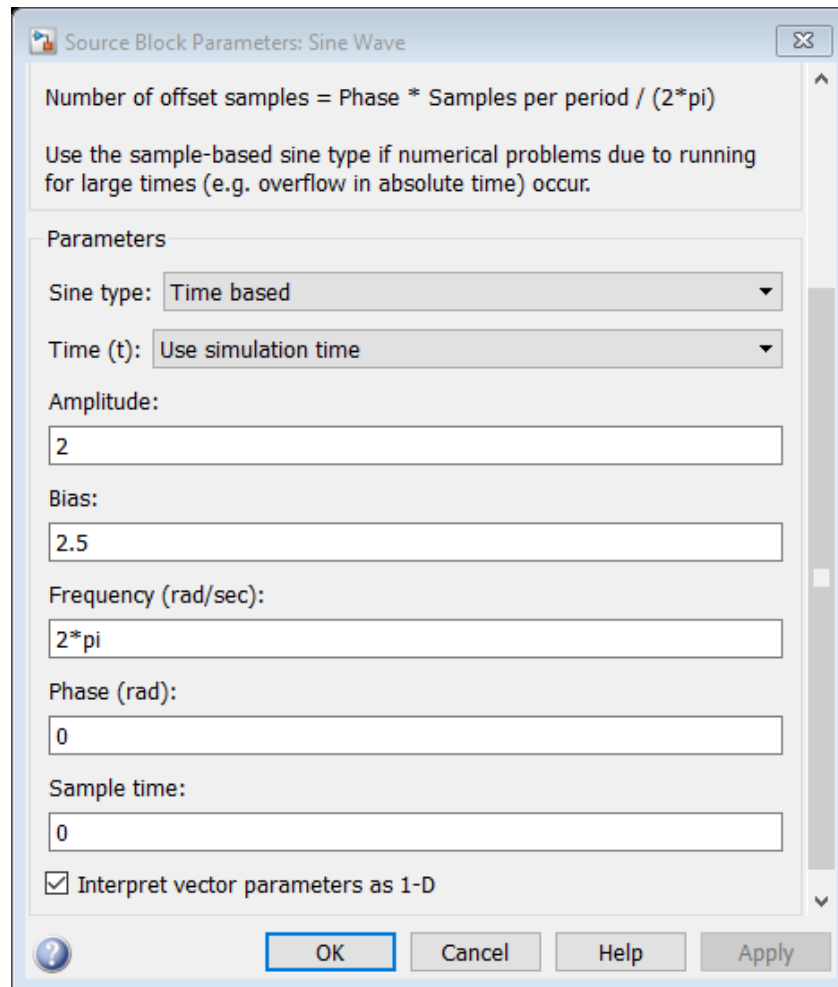 Source Block Parameters: Sine Wave
Number of offset samples = Phase * Samples per period / (2*pi)
Use the sample-based sine type if numerical problems due to running
for large times (e.g. overflow in absolute time) occur.
Parameters
Sine type: Time based
Time (t): Use simulation time
Amplitude:
2
Bias:
2.5
Frequency (rad/sec):
2*pi
Phase (rad):
0
Sample time:
0
Interpret vector parameters as 1-D
OK Cancel Help Apply